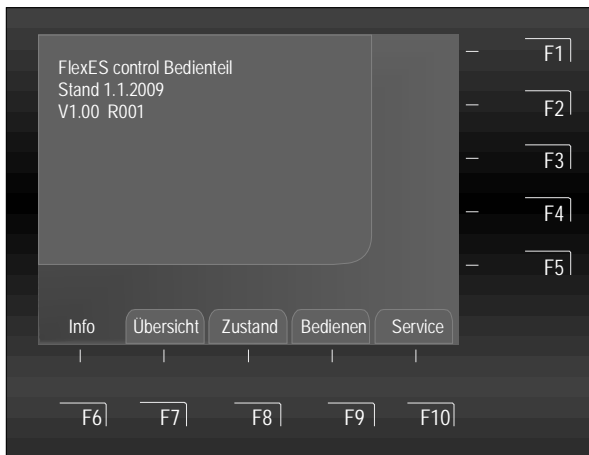 FlexES control Bedienteil
Stand 1.1.2009
V1.00 R001
F1
F2
F3
F4
F5
Info Übersicht Zustand Bedienen Service
F6 F7 F8 F9 F10